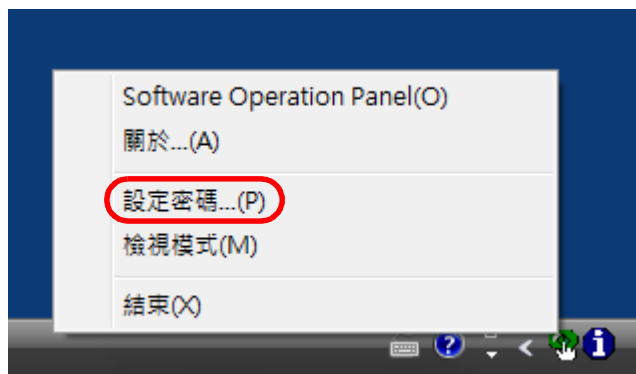 Software Operation Panel(O)
關於...(A)
設定密碼...(P)
檢視模式(M)
結束(X)